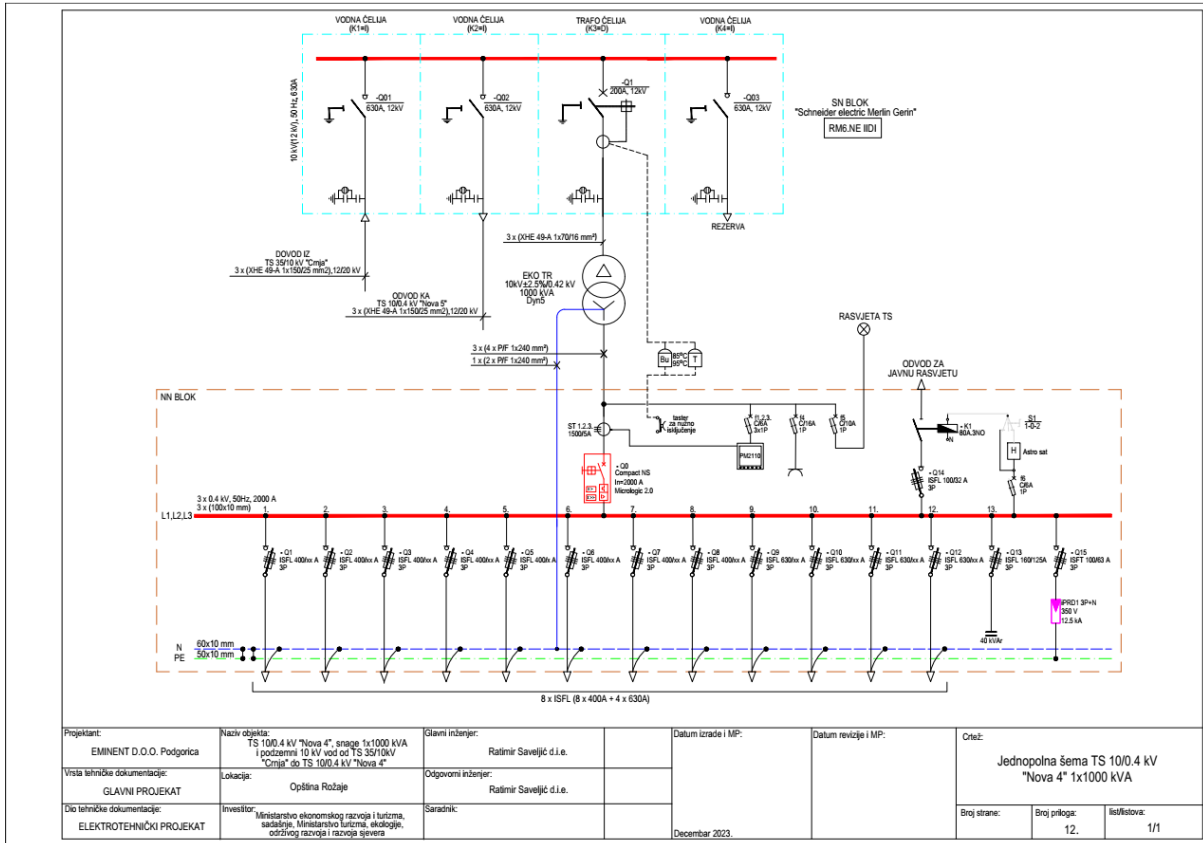 VODNA ĆELIJA
(K1=I)
VODNA ĆELIJA
(K2=I)
TRAFO ĆELIJA
(K3=D)
VODNA ĆELIJA
(K4=I)
10 kV(12 kV), 50 Hz, 630A
-Q01
630A, 12kV
-Q02
630A, 12kV
-Q1
200A, 12kV
-Q03
630A, 12kV
SN BLOK
"Schneider electric Merlin Gerin"
RM6.NE IIDI
REZERVA
DOVOD IZ
TS 35/10 kV "Crnja"
3 x (XHE 49-A 1x150/25 mm2),12/20 kV
ODVOD KA
TS 10/0.4 kV "Nova 5"
3 x (XHE 49-A 1x150/25 mm2),12/20 kV
3 x (XHE 49-A 1x70/16 mm²)
EKO TR
10kV±2.5%/0.42 kV
1000 kVA
Dyn5
3 x (4 x P/F 1x240 mm²)
1 x (2 x P/F 1x240 mm²)
Bu
85°C
95°C
T
RASVJETA TS
ODVOD ZA
JAVNU RASVJETU
NN BLOK
ST 1.2.3.
1500/5A
taster
za nužno
isključenje
f1,2,3.
C/6A
3x1P
f4
C/16A
1P
f5
C/10A
1P
PM2110
- K1
80A,3NO
N
S1
1-0-2
H
Astro sat
f6
C/6A
1P
- Q14
ISFL 100/32 A
3P
- Q0
Compact NS
In=2000 A
Micrologic 2.0
3 x 0.4 kV, 50Hz, 2000 A
3 x (100x10 mm)
L1,L2,L3
1. 2. 3. 4. 5. 6. 7. 8. 9. 10. 11. 12. 13.
- Q1
ISFL 400/xx A
3P
- Q2
ISFL 400/xx A
3P
- Q3
ISFL 400/xx A
3P
- Q4
ISFL 400/xx A
3P
- Q5
ISFL 400/xx A
3P
- Q6
ISFL 400/xx A
3P
- Q7
ISFL 400/xx A
3P
- Q8
ISFL 400/xx A
3P
- Q9
ISFL 630/xx A
3P
- Q10
ISFL 630/xx A
3P
- Q11
ISFL 630/xx A
3P
- Q12
ISFL 630/xx A
3P
- Q13
ISFL 160/125A
3P
- Q15
ISFT 100/63 A
3P
40 kVAr
PRD1 3P+N
350 V
12.5 kA
N
60x10 mm
PE
50x10 mm
8 x ISFL (8 x 400A + 4 x 630A)
Projektant:
EMINENT D.O.O. Podgorica
Naziv objekta:
TS 10/0.4 kV "Nova 4", snage 1x1000 kVA
i podzemni 10 kV vod od TS 35/10kV
"Crnja" do TS 10/0.4 kV "Nova 4"
Glavni inženjer:
Ratimir Saveljić d.i.e.
Datum izrade i MP:
Datum revizije i MP:
Crtež:
Jednopolna šema TS 10/0.4 kV
"Nova 4" 1x1000 kVA
Vrsta tehničke dokumentacije:
GLAVNI PROJEKAT
Lokacija:
Opština Rožaje
Odgovorni inženjer:
Ratimir Saveljić d.i.e.
Dio tehničke dokumentacije:
ELEKTROTEHNIČKI PROJEKAT
Investitor:
Ministarstvo ekonomskog razvoja i turizma,
sadašnje, Ministarstvo turizma, ekologije,
održivog razvoja i razvoja sjevera
Saradnik:
Decembar 2023.
Broj strane:
Broj priloga:
12.
list/listova:
1/1